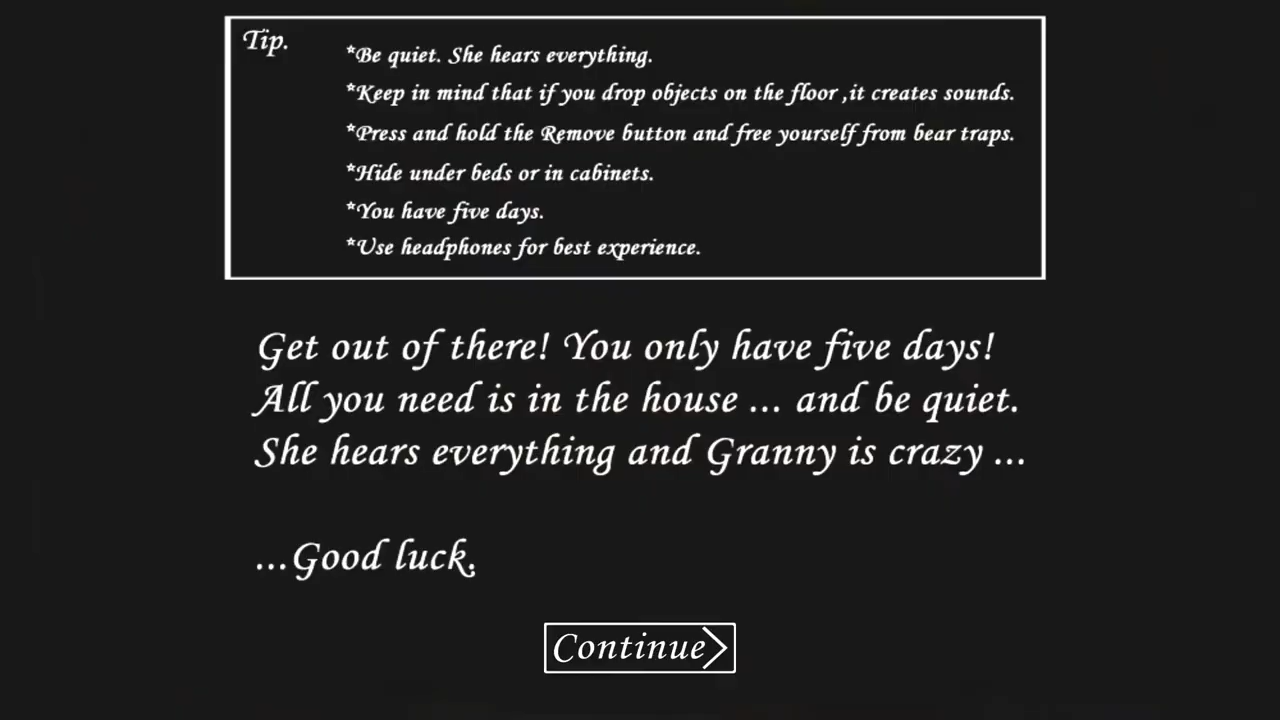 Tip.
*Be quiet. She hears everything.
*Keep in mind that if you drop objects on the floor ,it creates sounds.
*Press and hold the Remove button and free yourself from bear traps.
*Hide under beds or in cabinets.
*You have five days.
*Use headphones for best experience.
Get out of there! You only have five days!
All you need is in the house ... and be quiet.
She hears everything and Granny is crazy ...
...Good luck.
Continue